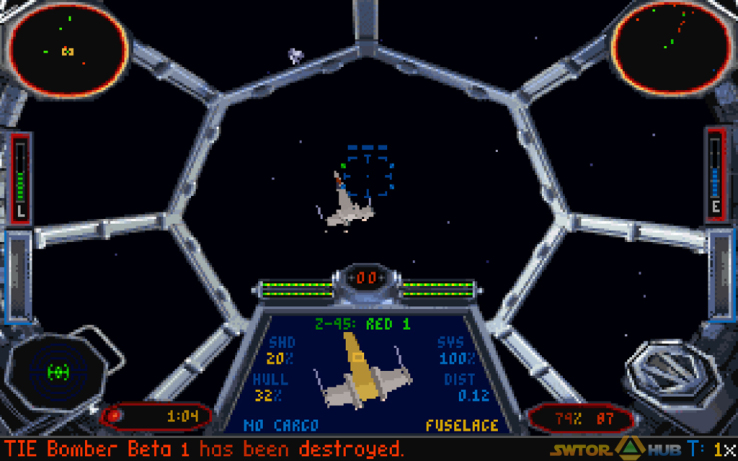 L
E
00
Z-95: RED 1
SHD
20%
SYS
100%
HULL
32%
DIST
0.12
NO CARGO
FUSELAGE
1:04
74% 87
TIE Bomber Beta 1 has been destroyed.
SWTOR HUB T: 1x